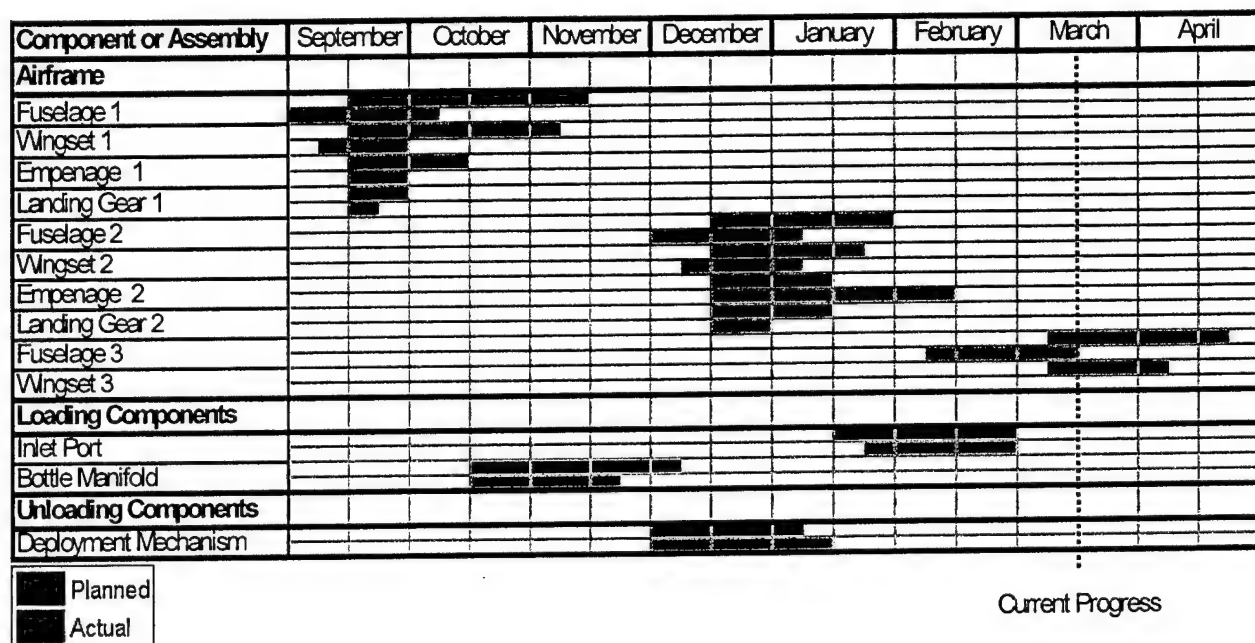 Component or Assembly September October November December January February March April
Airframe
Fuselage 1
Wingset 1
Empenage 1
Landing Gear 1
Fuselage 2
Wingset 2
Empenage 2
Landing Gear 2
Fuselage 3
Wingset 3
Loading Components
Inlet Port
Bottle Manifold
Unloading Components
Deployment Mechanism
Planned
Actual
Current Progress